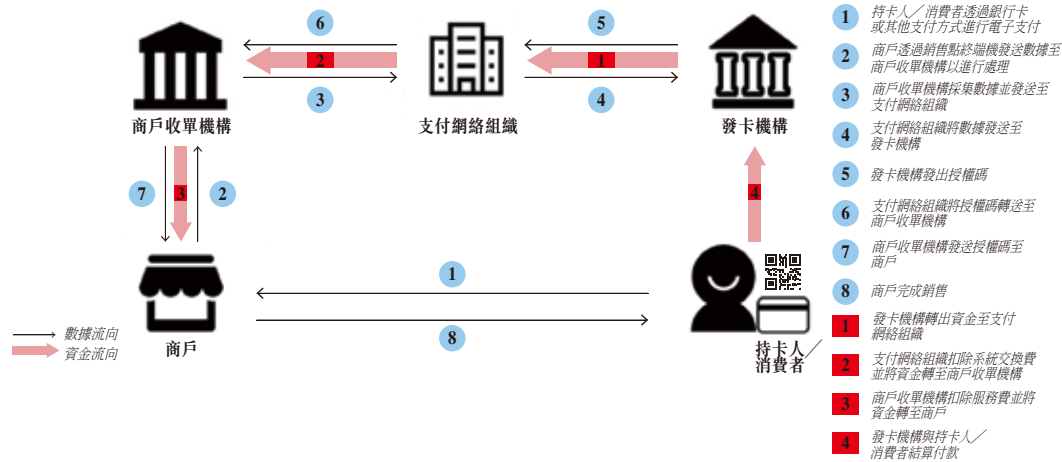 6
2
3
5
1
4
商戶收單機構
支付網絡組織
發卡機構
7
3
2
4
1
8
數據流向
資金流向
商戶
持卡人／
消費者
1
持卡人／消費者透過銀行卡
或其他支付方式進行電子支付
2
商戶透過銷售點終端機發送數據至
商戶收單機構以進行處理
3
商戶收單機構採集數據並發送至
支付網絡組織
4
支付網絡組織將數據發送至
發卡機構
5
發卡機構發出授權碼
6
支付網絡組織將授權碼轉送至
商戶收單機構
7
商戶收單機構發送授權碼至
商戶
8
商戶完成銷售
1
發卡機構轉出資金至支付
網絡組織
2
支付網絡組織扣除系統交換費
並將資金轉至商戶收單機構
3
商戶收單機構扣除服務費並將
資金轉至商戶
4
發卡機構與持卡人／
消費者結算付款